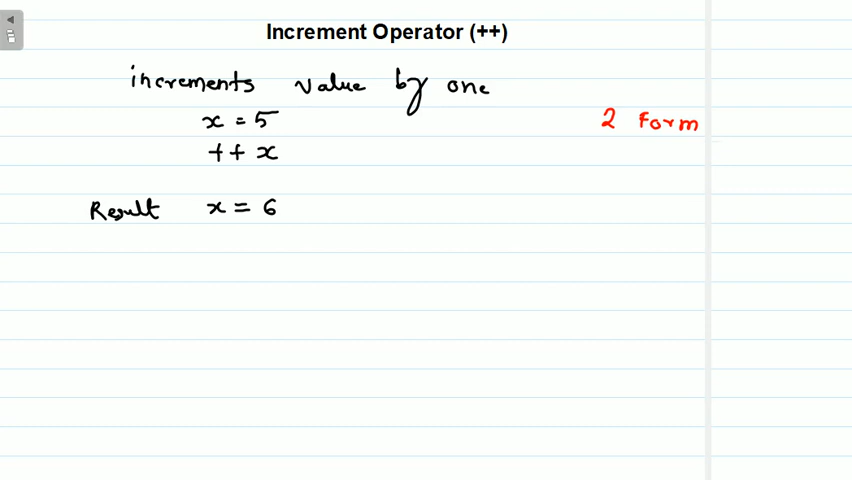 Increment Operator (++)
increments value by one
x = 5
2 Form
++ x
Result x = 6